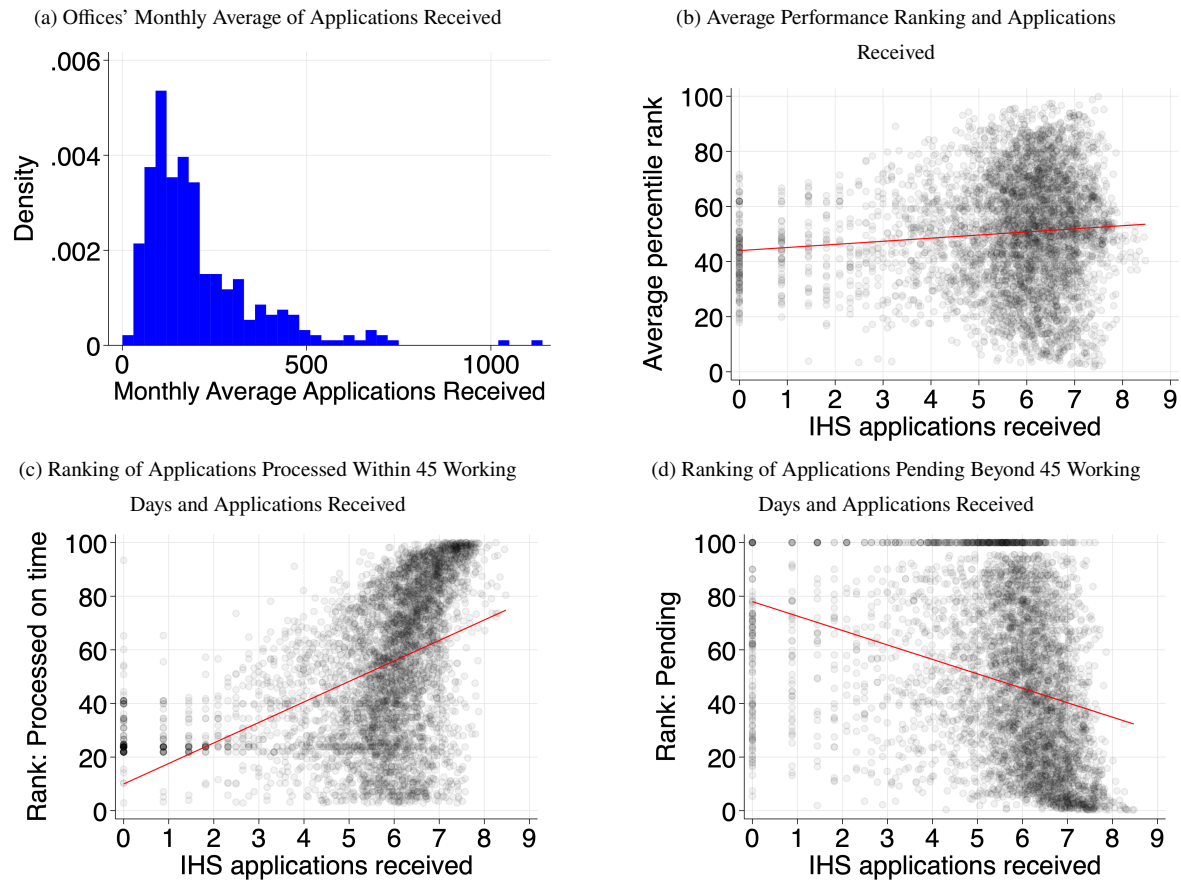 (a) Offices' Monthly Average of Applications Received
.006
.004
.002
0
Density
0 500 1000
Monthly Average Applications Received
(b) Average Performance Ranking and Applications
Received
100
80
60
40
20
0
Average percentile rank
0 1 2 3 4 5 6 7 8 9
IHS applications received
(c) Ranking of Applications Processed Within 45 Working
Days and Applications Received
100
80
60
40
20
0
Rank: Processed on time
0 1 2 3 4 5 6 7 8 9
IHS applications received
(d) Ranking of Applications Pending Beyond 45 Working
Days and Applications Received
100
80
60
40
20
0
Rank: Pending
0 1 2 3 4 5 6 7 8 9
IHS applications received